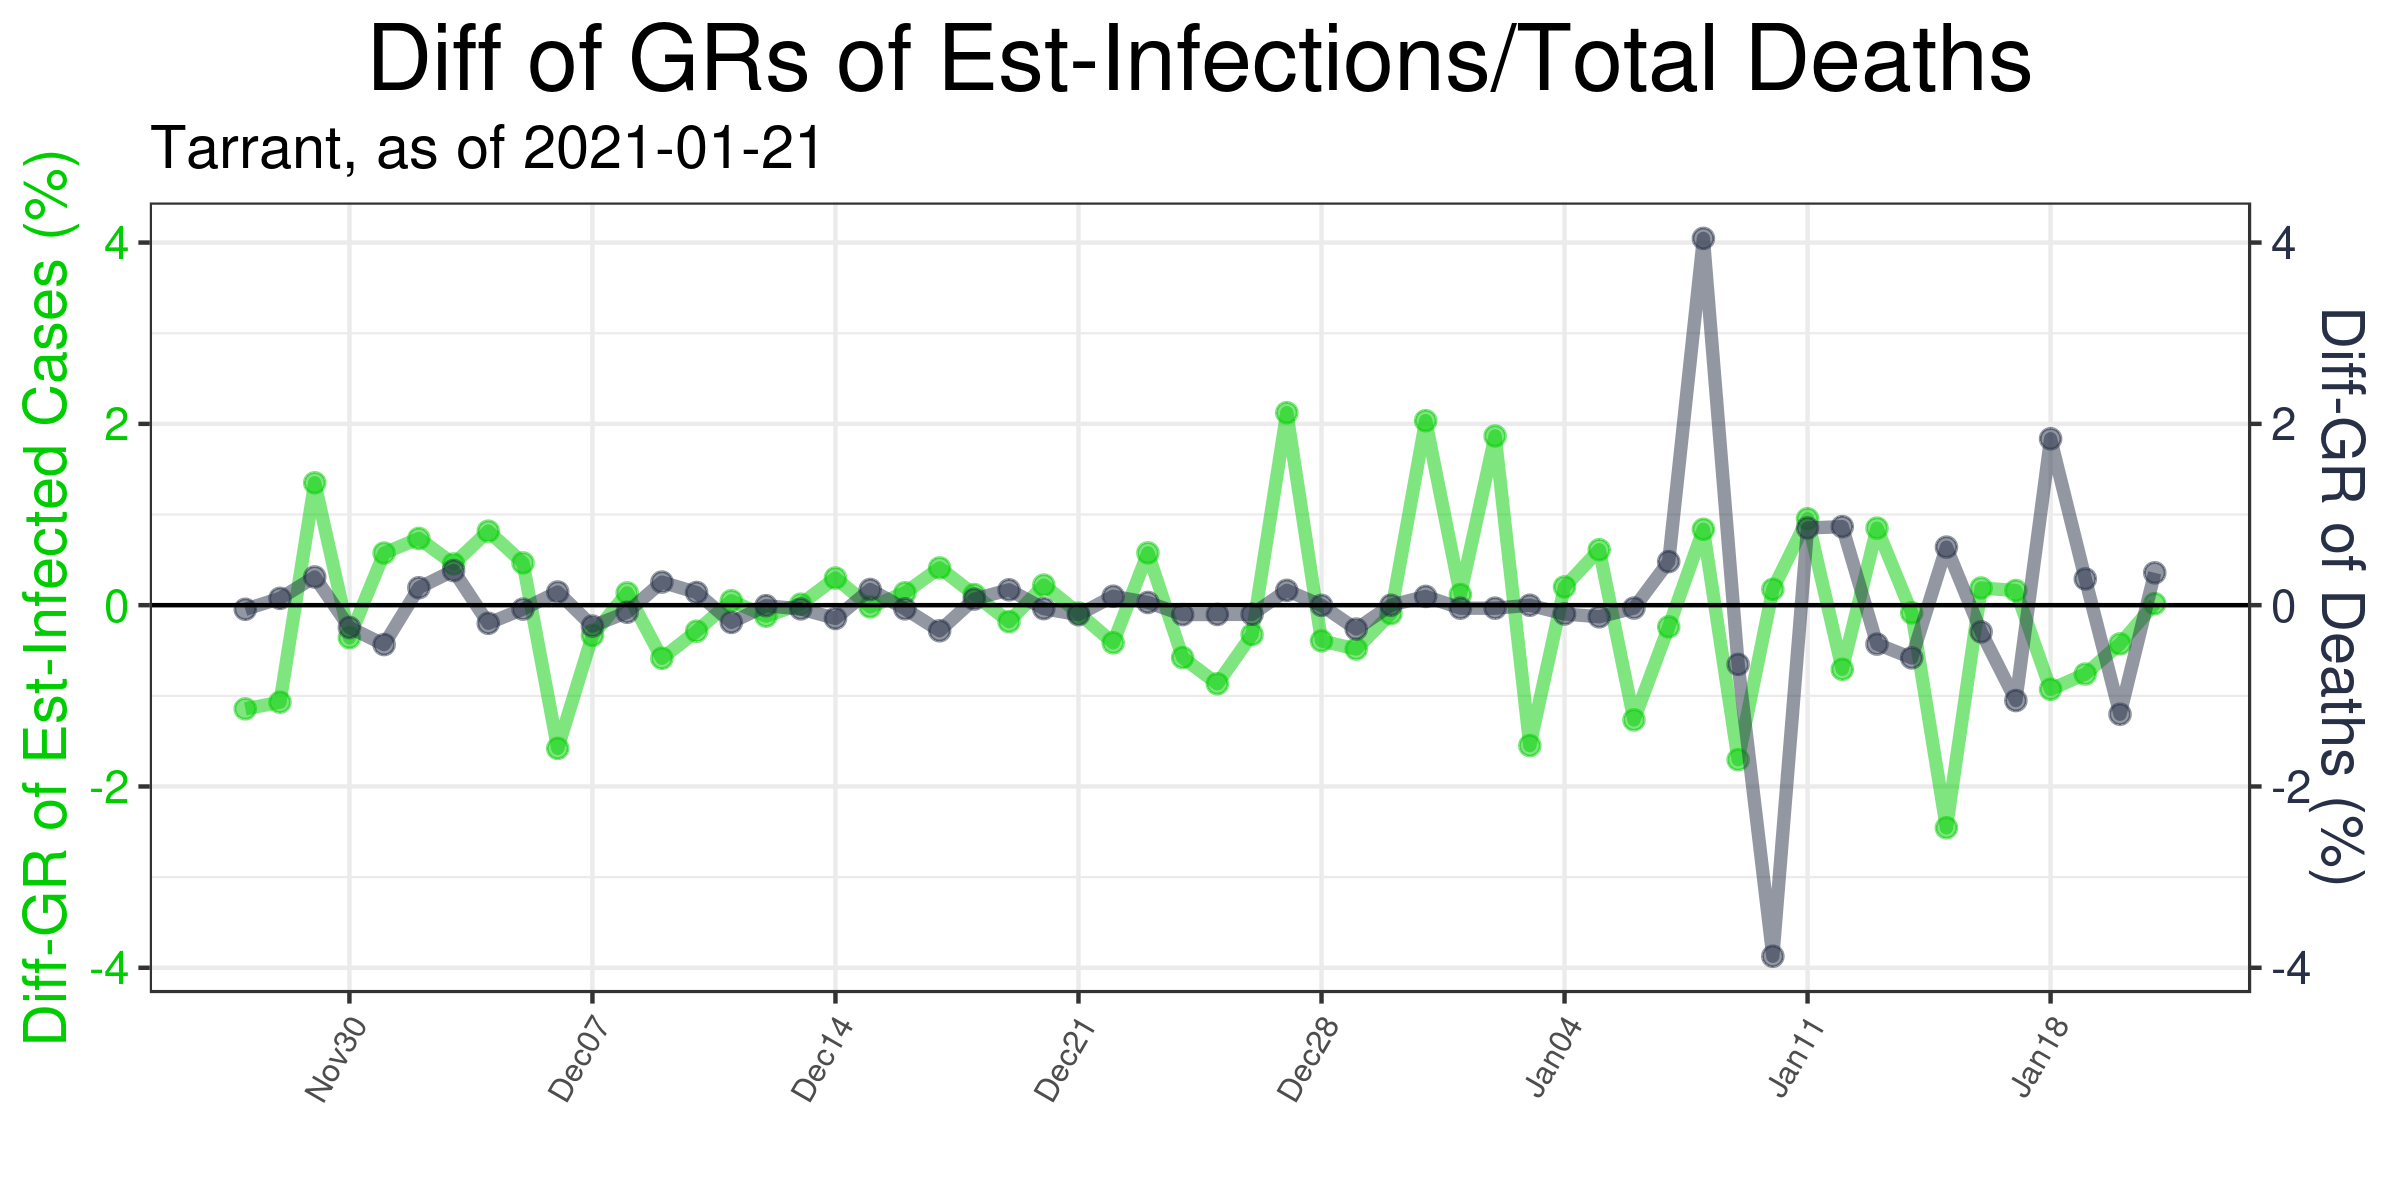 Diff of GRs of Est-Infections/Total Deaths
Tarrant, as of 2021-01-21
Diff-GR of Est-Infected Cases (%)
4
2
0
-2
-4
4
2
0
-2
-4
Diff-GR of Deaths (%)
Nov30
Dec07
Dec14
Dec21
Dec28
Jan04
Jan11
Jan18